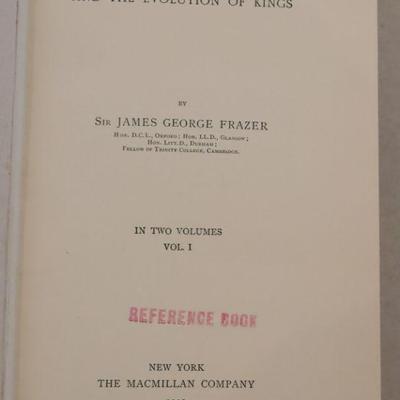 AND THE EVOLUTION OF KINGS
BY
SIR JAMES GEORGE FRAZER
HON. D.C.L., OXFORD; HON. LL.D., GLASGOW;
HON. LITT.D., DURHAM;
FELLOW OF TRINITY COLLEGE, CAMBRIDGE.
IN TWO VOLUMES
VOL. I
REFERENCE BOOK
NEW YORK
THE MACMILLAN COMPANY